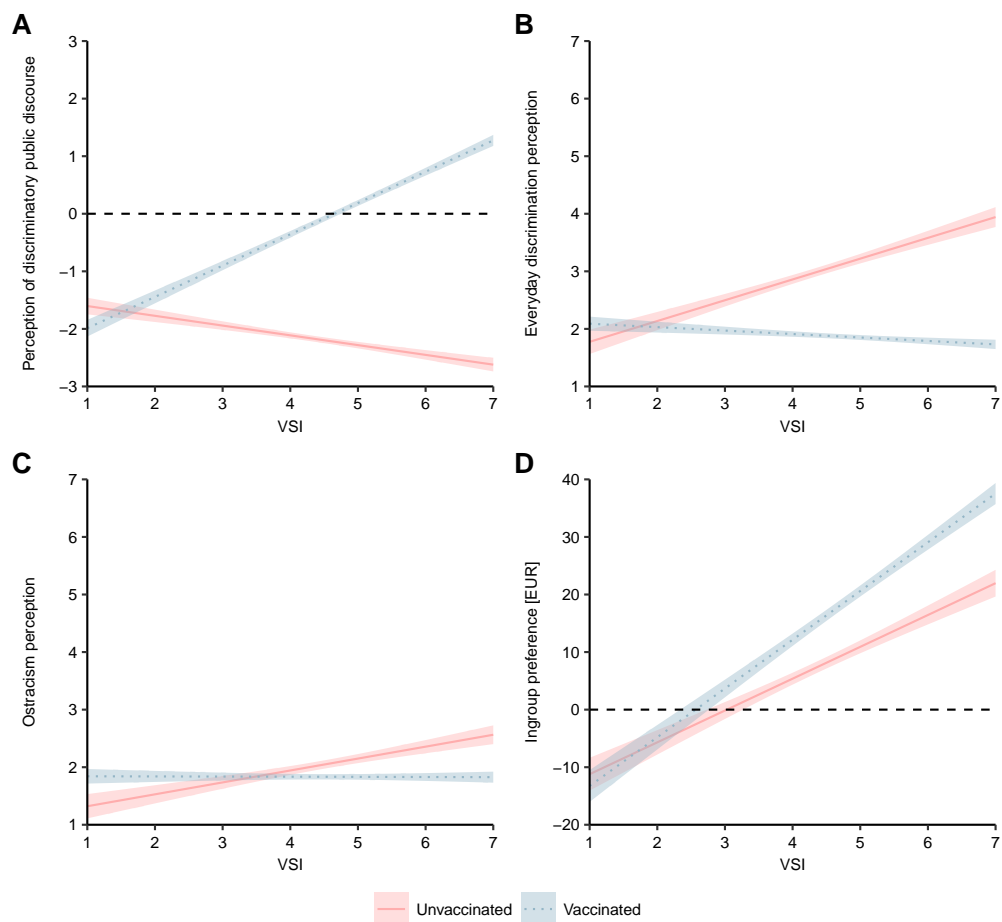 A
Perception of discriminatory public discourse
3
2
1
0
−1
−2
−3
1 2 3 4 5 6 7
VSI
B
Everyday discrimination perception
7
6
5
4
3
2
1
1 2 3 4 5 6 7
VSI
C
Ostracism perception
7
6
5
4
3
2
1
1 2 3 4 5 6 7
VSI
D
Ingroup preference [EUR]
40
30
20
10
0
−10
−20
1 2 3 4 5 6 7
VSI
Unvaccinated Vaccinated